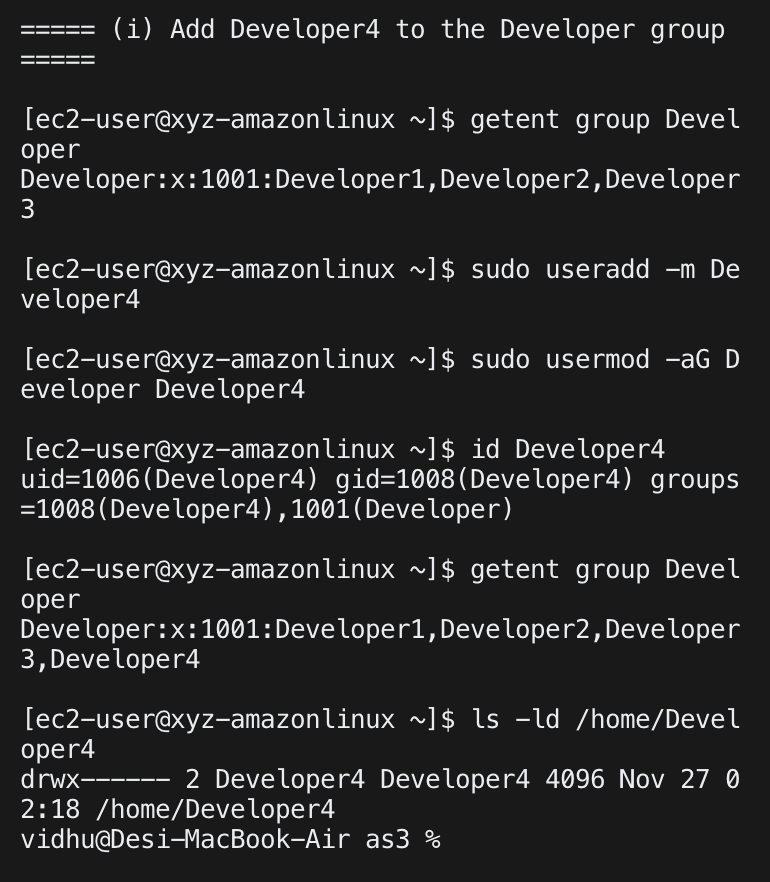 ===== (i) Add Developer4 to the Developer group
=====
[ec2-user@xyz-amazonlinux ~]$ getent group Devel
oper
Developer:x:1001:Developer1,Developer2,Developer
3
[ec2-user@xyz-amazonlinux ~]$ sudo useradd -m De
veloper4
[ec2-user@xyz-amazonlinux ~]$ sudo usermod -aG D
eveloper Developer4
[ec2-user@xyz-amazonlinux ~]$ id Developer4
uid=1006(Developer4) gid=1008(Developer4) groups
=1008(Developer4),1001(Developer)
[ec2-user@xyz-amazonlinux ~]$ getent group Devel
oper
Developer:x:1001:Developer1,Developer2,Developer
3,Developer4
[ec2-user@xyz-amazonlinux ~]$ ls -ld /home/Devel
oper4
drwx------ 2 Developer4 Developer4 4096 Nov 27 0
2:18 /home/Developer4
vidhu@Desi-MacBook-Air as3 %